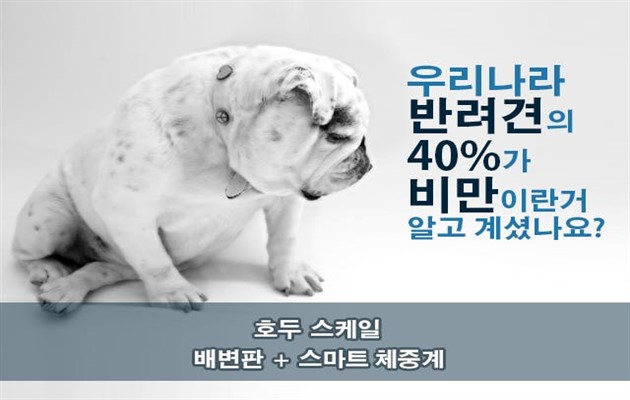 우리나라
반려견의
40%가
비만이란거
알고 계셨나요?
호두 스케일
배변판 + 스마트 체중계